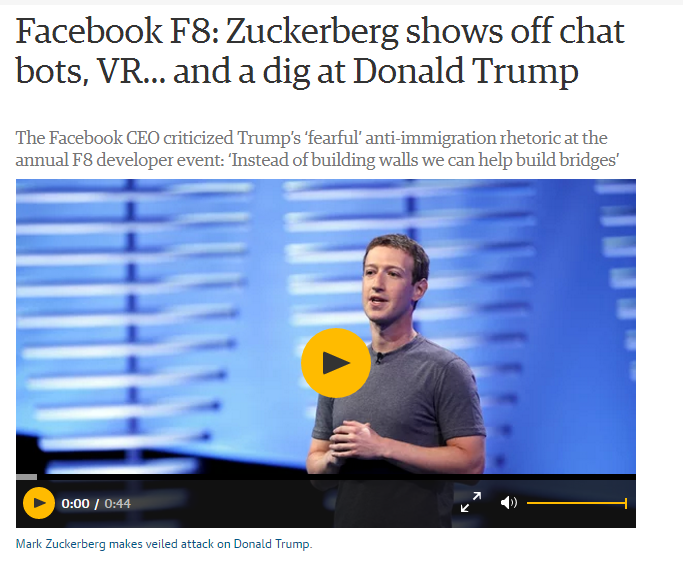 Facebook F8: Zuckerberg shows off chat
bots, VR... and a dig at Donald Trump
The Facebook CEO criticized Trump's 'fearful' anti-immigration rhetoric at the
annual F8 developer event: 'Instead of building walls we can help build bridges'
0:00 / 0:44
Mark Zuckerberg makes veiled attack on Donald Trump.